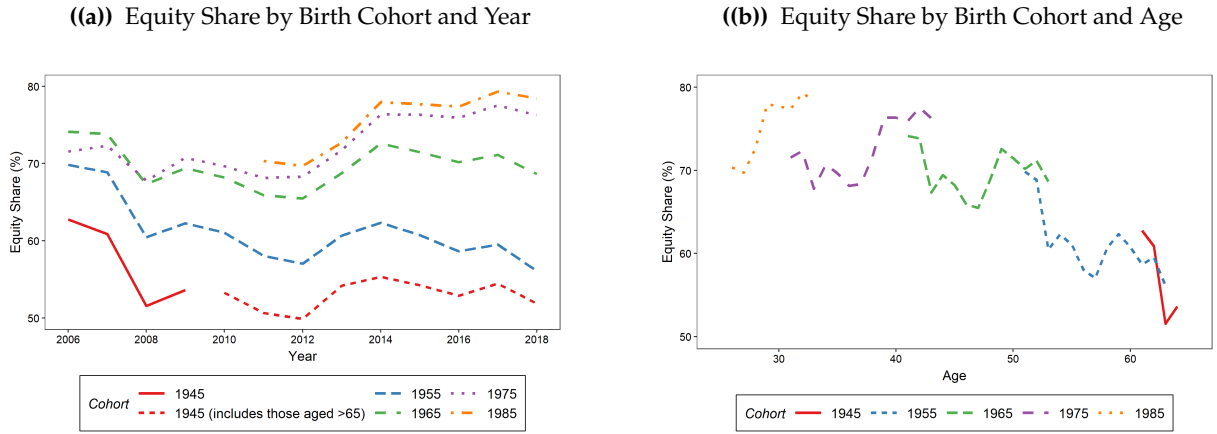 ((a)) Equity Share by Birth Cohort and Year
80
70
60
50
Equity Share (%)
2006 2008 2010 2012 2014 2016 2018
Year
Cohort 1945 1955 1975
1945 (includes those aged >65) 1965 1985
((b)) Equity Share by Birth Cohort and Age
80
70
60
50
Equity Share (%)
30 40 50 60
Age
Cohort 1945 1955 1965 1975 1985